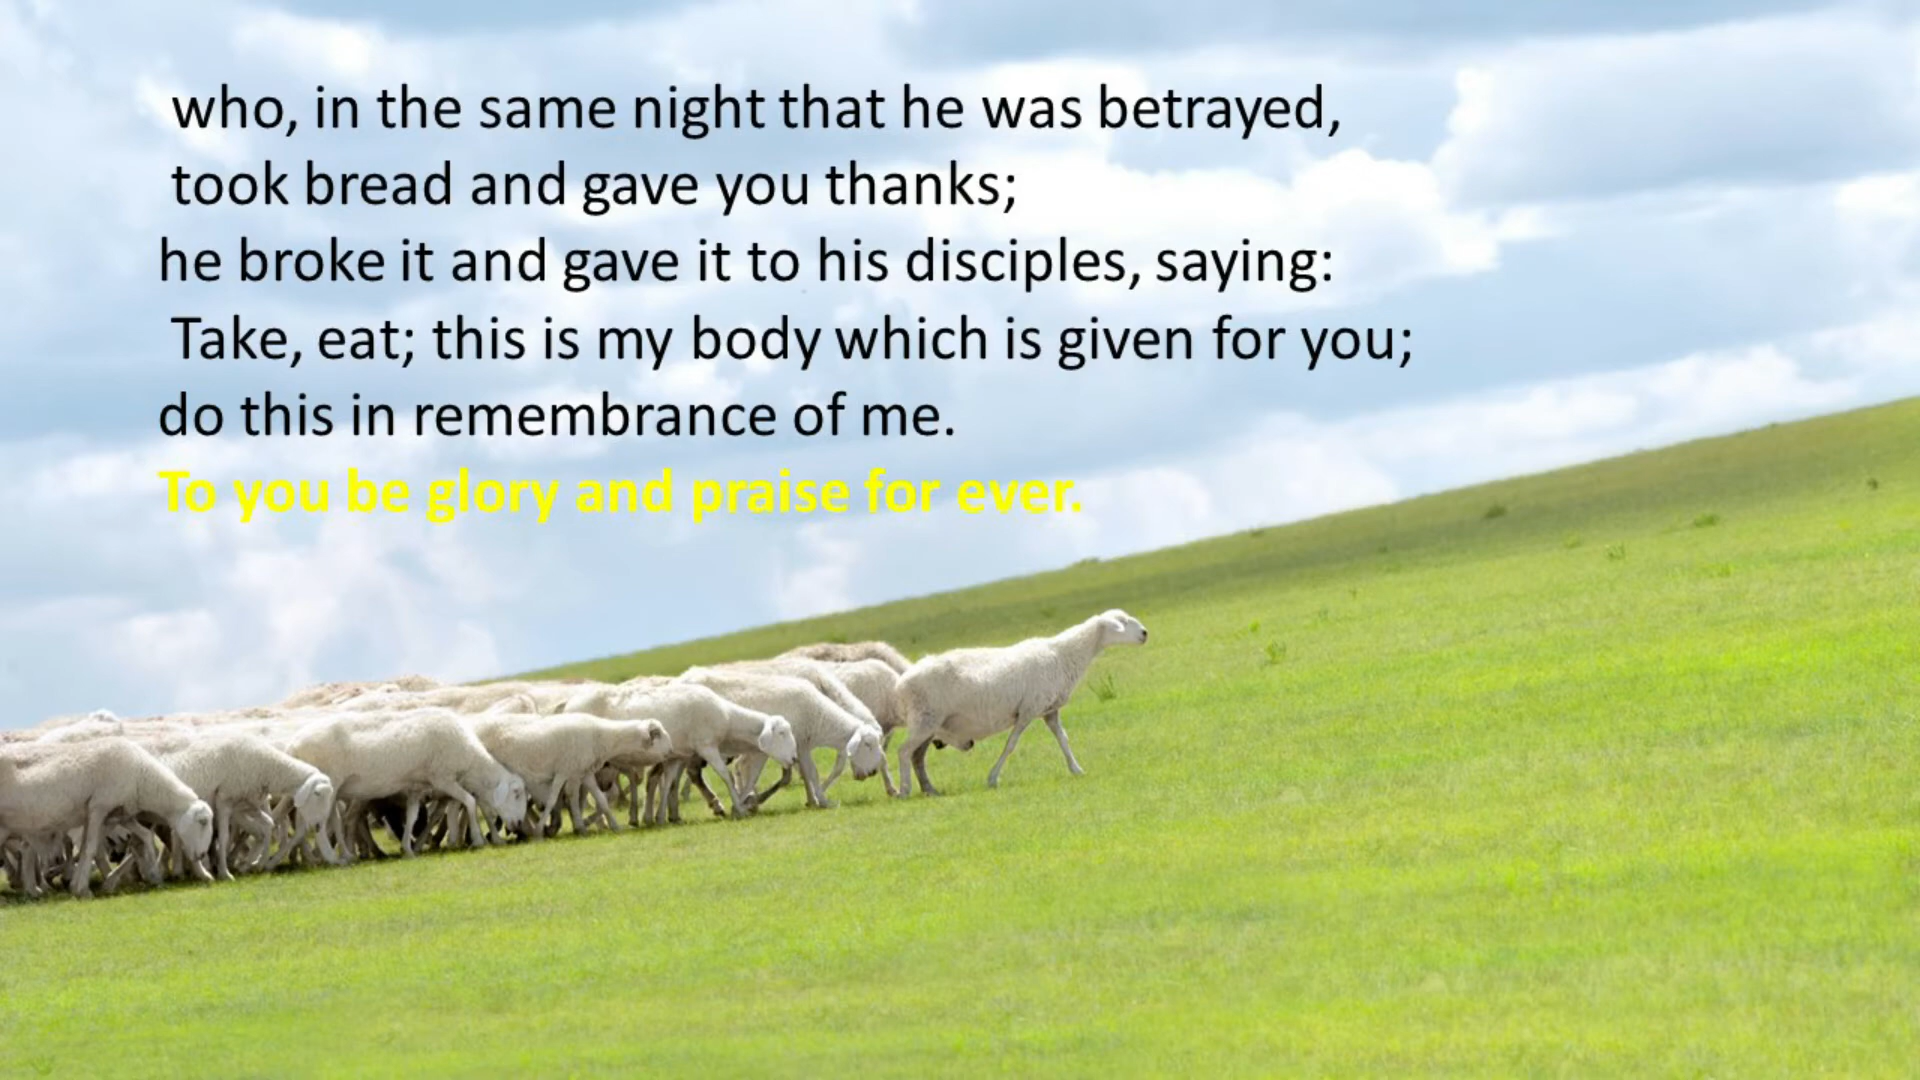 who, in the same night that he was betrayed,
took bread and gave you thanks;
he broke it and gave it to his disciples, saying:
Take, eat; this is my body which is given for you;
do this in remembrance of me.
To you be glory and praise for ever.